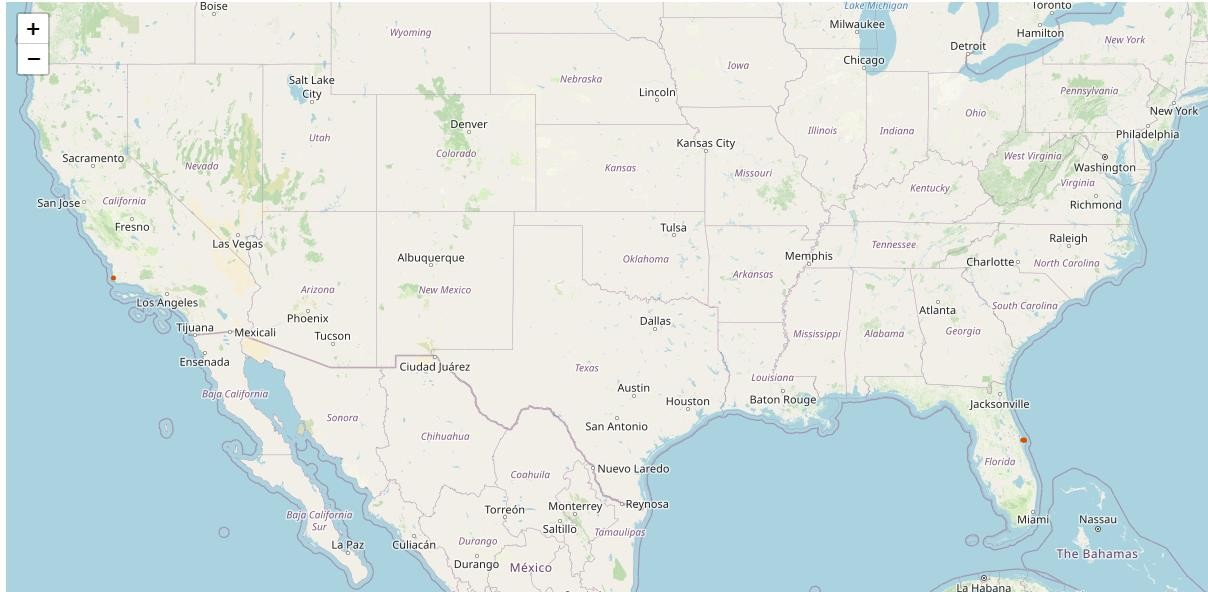 Boise
Lake Michigan
Toronto
+
−
Wyoming
Milwaukee
Hamilton
Detroit
New York
Chicago
Iowa
Nebraska
Salt Lake
City
Lincoln
Pennsylvania
New York
Denver
Ohio
Philadelphia
Utah
Illinois
Indiana
Kansas City
Sacramento
Colorado
West Virginia
Washington
Nevada
Kansas
Missouri
Virginia
Kentucky
San Jose
California
Richmond
Fresno
Tulsa
Las Vegas
Raleigh
Tennessee
Albuquerque
Oklahoma
Memphis
Charlotte
North Carolina
Arkansas
Arizona
New Mexico
Los Angeles
South Carolina
Phoenix
Atlanta
Tijuana
Mexicali
Tucson
Dallas
Mississippi
Alabama
Georgia
Ensenada
Ciudad Juárez
Texas
Louisiana
Baja California
Austin
Houston
Baton Rouge
Jacksonville
Sonora
San Antonio
Chihuahua
Florida
Coahuila
Nuevo Laredo
Baja California
Sur
Torreón
Monterrey
Reynosa
Miami
Nassau
Saltillo
Tamaulipas
La Paz
Culiacán
Durango
The Bahamas
Durango
México
La Habana